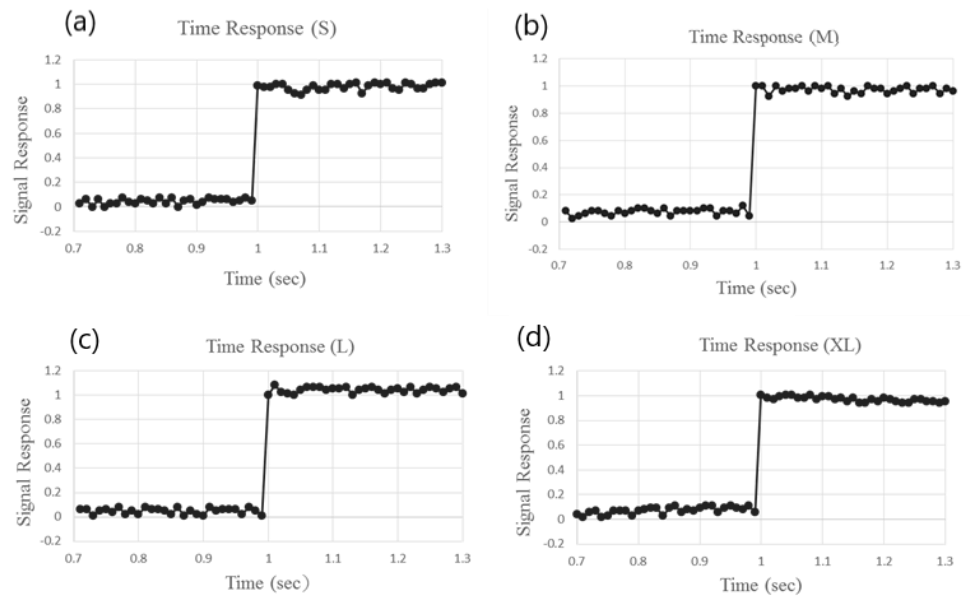 (a)
Time Response (S)
1.2
1
0.8
0.6
0.4
0.2
0
-0.2
Signal Response
0.7 0.8 0.9 1 1.1 1.2 1.3
Time (sec)
(b)
Time Response (M)
1.2
1
0.8
0.6
0.4
0.2
0
-0.2
Signal Response
0.7 0.8 0.9 1 1.1 1.2 1.3
Time (sec)
(c)
Time Response (L)
1.2
1
0.8
0.6
0.4
0.2
0
-0.2
Signal Response
0.7 0.8 0.9 1 1.1 1.2 1.3
Time (sec）
(d)
Time Response (XL)
1.2
1
0.8
0.6
0.4
0.2
0
-0.2
Signal Response
0.7 0.8 0.9 1 1.1 1.2 1.3
Time (sec)